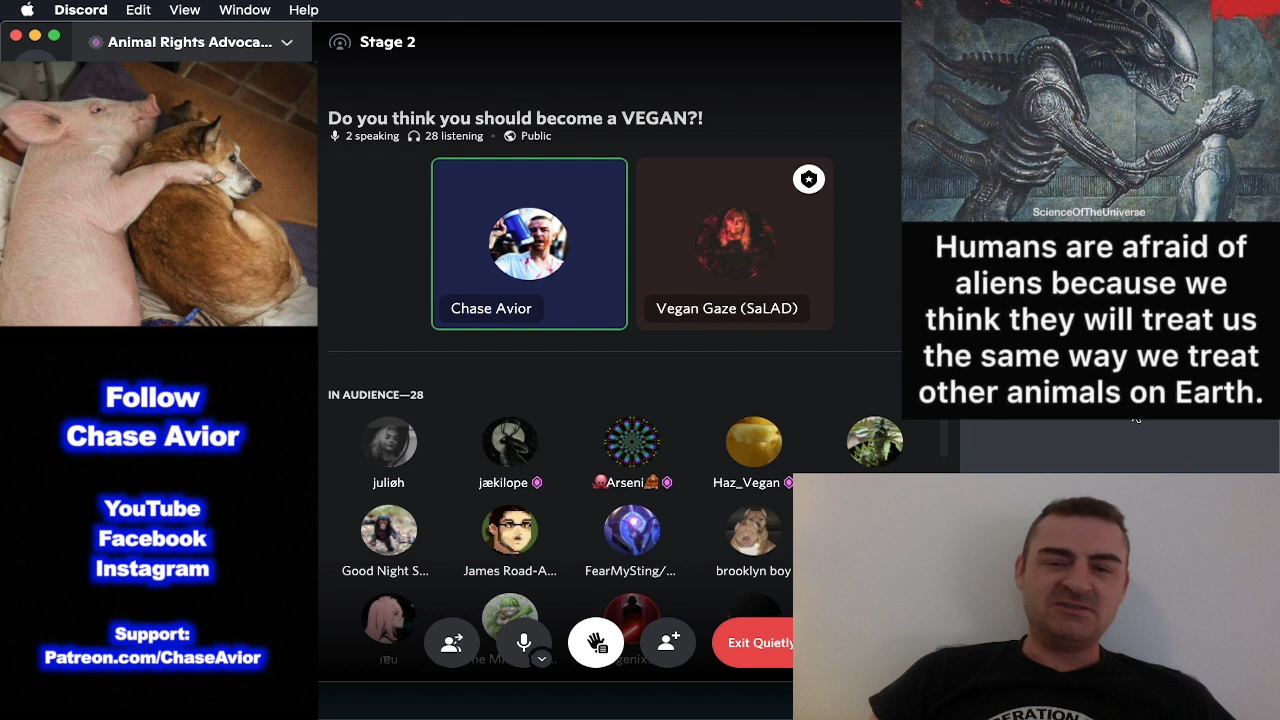 Discord Edit View Window Help
Animal Rights Advoca...
Stage 2
Do you think you should become a VEGAN?!
2 speaking 28 listening • Public
Chase Avior
Vegan Gaze (SaLAD)
IN AUDIENCE—28
juliøh
jækilope
Arseni
Haz_Vegan
Good Night S...
James Road-A...
FearMySting/...
brooklyn boy
Exit Quietly
Follow
Chase Avior
YouTube
Facebook
Instagram
Support:
Patreon.com/ChaseAvior
ScienceOfTheUniverse
Humans are afraid of
aliens because we
think they will treat us
the same way we treat
other animals on Earth.